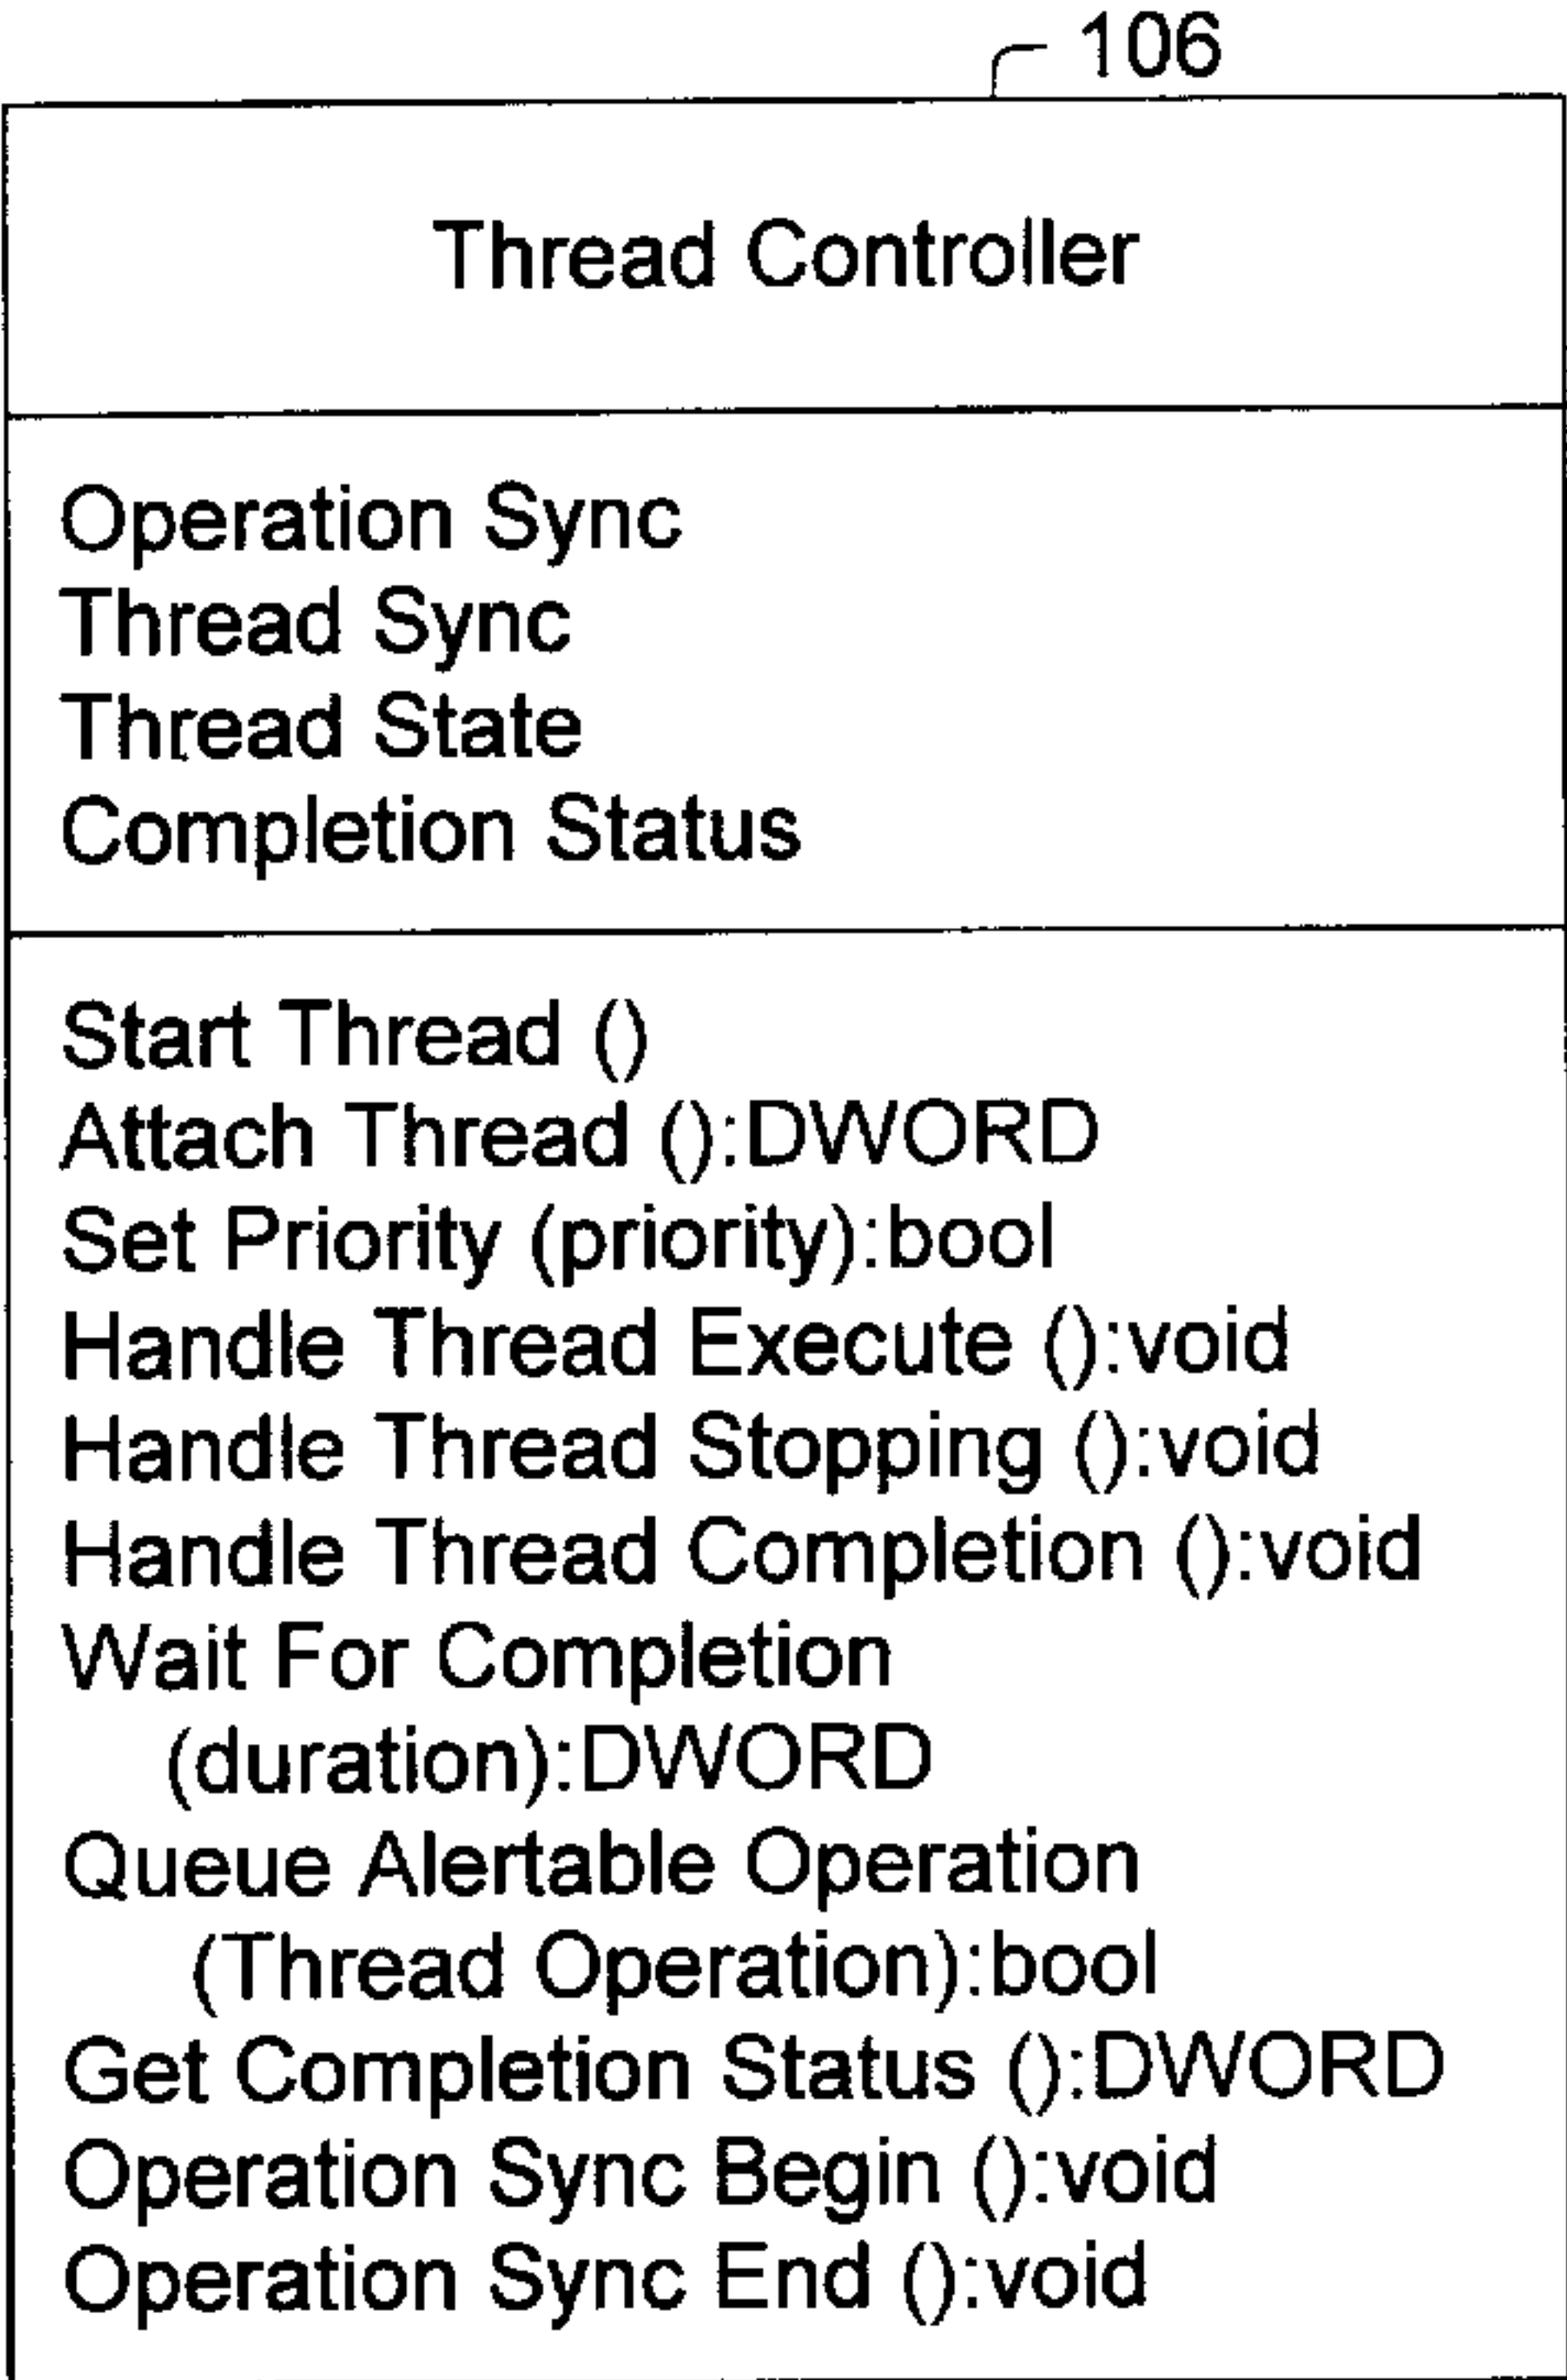 106
Thread Controller
Operation Sync
Thread Sync
Thread State
Completion Status
Start Thread ()
Attach Thread ():DWORD
Set Priority (priority):bool
Handle Thread Execute ():void
Handle Thread Stopping ():void
Handle Thread Completion ():void
Wait For Completion
(duration):DWORD
Queue Alertable Operation
(Thread Operation):bool
Get Completion Status ():DWORD
Operation Sync Begin ():void
Operation Sync End ():void